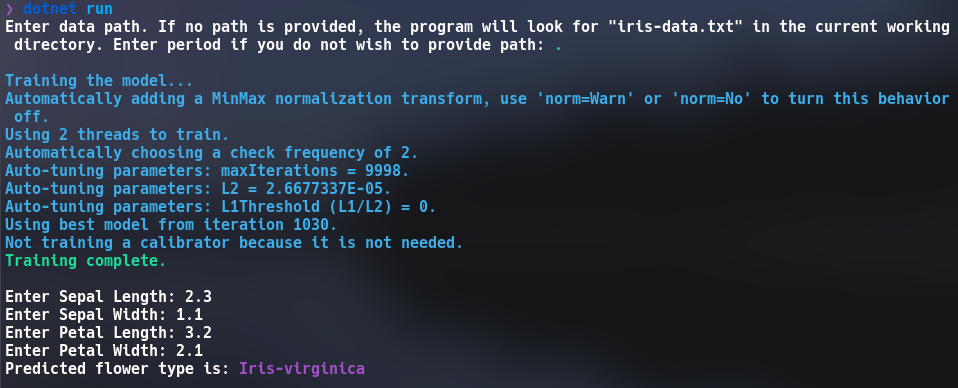 ❯ dotnet run
Enter data path. If no path is provided, the program will look for "iris-data.txt" in the current working
directory. Enter period if you do not wish to provide path: .
Training the model...
Automatically adding a MinMax normalization transform, use 'norm=Warn' or 'norm=No' to turn this behavior
off.
Using 2 threads to train.
Automatically choosing a check frequency of 2.
Auto-tuning parameters: maxIterations = 9998.
Auto-tuning parameters: L2 = 2.6677337E-05.
Auto-tuning parameters: L1Threshold (L1/L2) = 0.
Using best model from iteration 1030.
Not training a calibrator because it is not needed.
Training complete.
Enter Sepal Length: 2.3
Enter Sepal Width: 1.1
Enter Petal Length: 3.2
Enter Petal Width: 2.1
Predicted flower type is: Iris-virginica